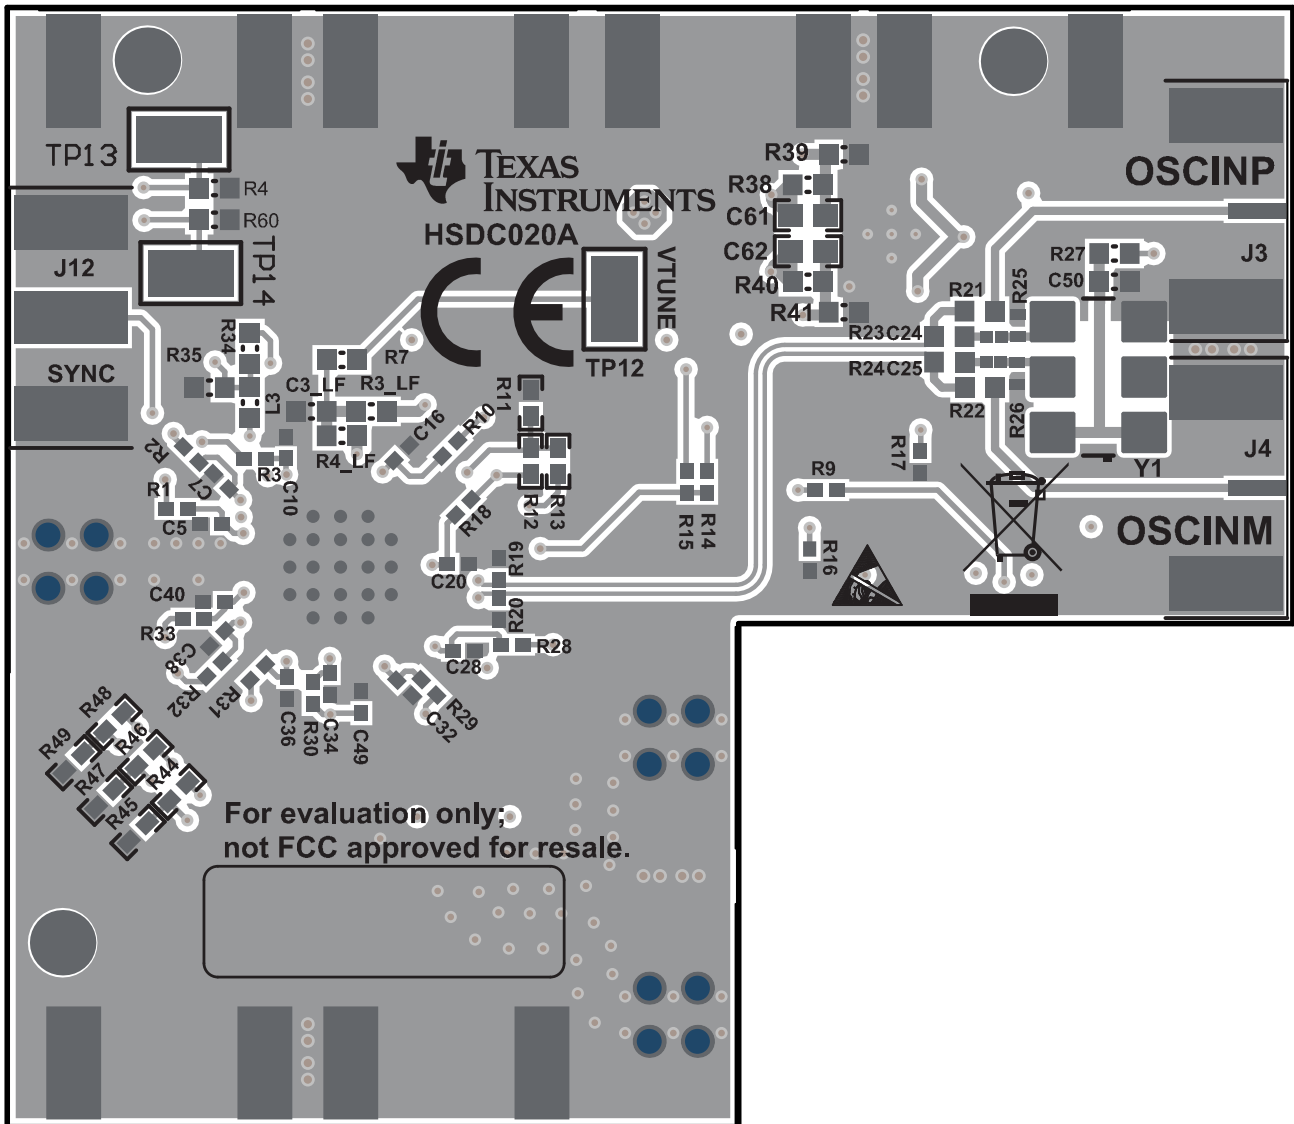 TP13
R4
R60
TP14
J12
SYNC
TEXAS
INSTRUMENTS
HSDC020A
CE
VTUNE
TP12
R39
R38
C61
C62
R40
R41
OSCINP
J3
R27
C50
R21
R25
R23
C24
R24
C25
R22
R26
Y1
J4
OSCINM
R34
R35
L3
C3_LF
R7
R3_LF
R4_LF
C16
R10
R11
R12
R13
R18
R2
C7
R3
C10
R1
C5
R15
R14
R17
R9
R16
C20
R19
R20
C28
R28
C40
R33
C38
R32
R31
C36
R30
C34
C49
R29
C32
R48
R49
R46
R47
R44
R45
For evaluation only;
not FCC approved for resale.